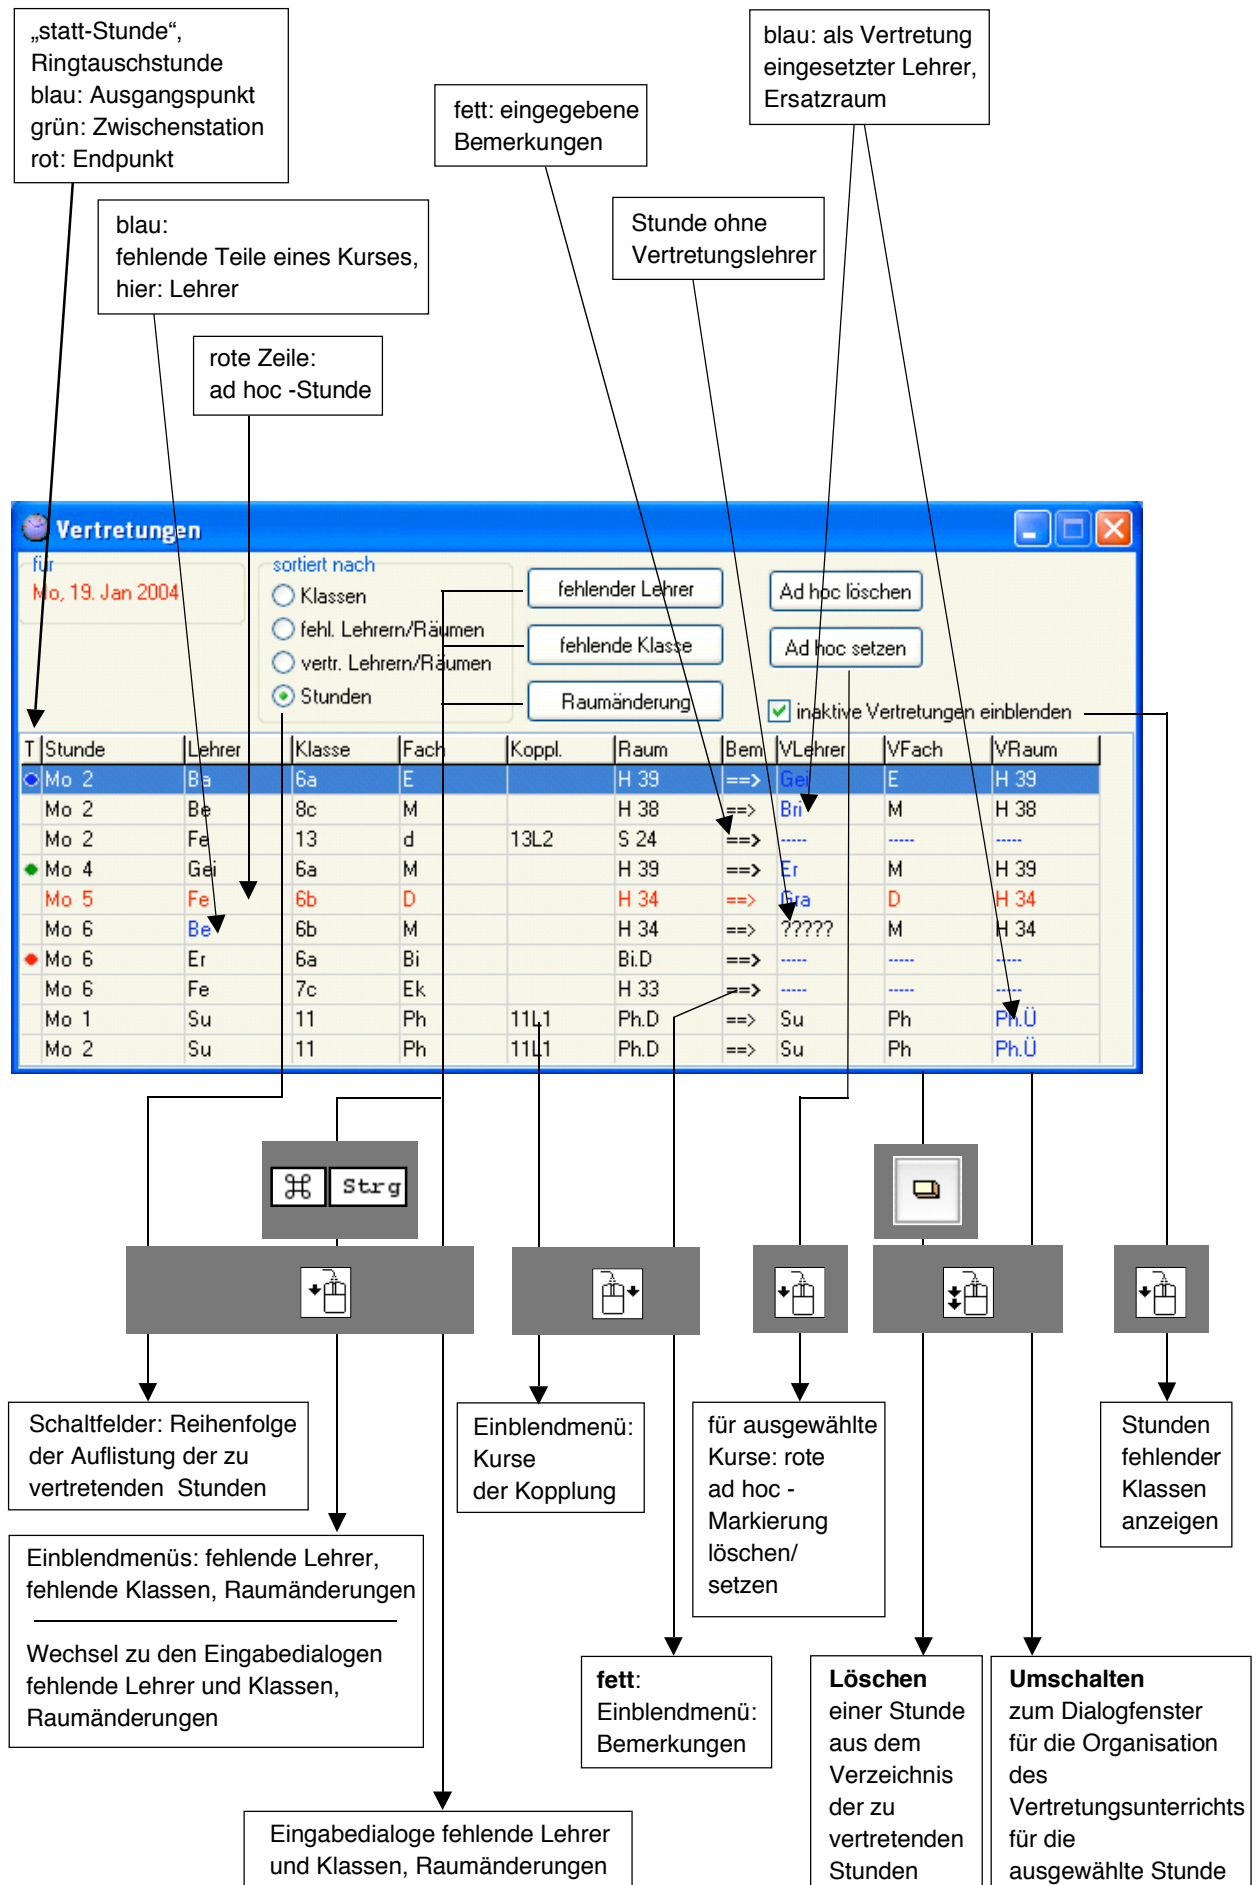 „statt-Stunde“,
Ringtauschstunde
blau: Ausgangspunkt
grün: Zwischenstation
rot: Endpunkt
blau: als Vertretung
eingesetzter Lehrer,
Ersatzraum
fett: eingegebene
Bemerkungen
blau:
fehlende Teile eines Kurses,
hier: Lehrer
Stunde ohne
Vertretungslehrer
rote Zeile:
ad hoc -Stunde
Vertretungen
für
Mo, 19. Jan 2004
sortiert nach
Klassen
fehl. Lehrern/Räumen
vertr. Lehrern/Räumen
Stunden
fehlender Lehrer
fehlende Klasse
Raumänderung
Ad hoc löschen
Ad hoc setzen
inaktive Vertretungen einblenden
T Stunde Lehrer Klasse Fach Koppl. Raum Bem VLehrer VFach VRaum
Mo 2 Ba 6a E H 39 ==> Gei E H 39
Mo 2 Be 8c M H 38 ==> Bri M H 38
Mo 2 Fe 13 d 13L2 S 24 ==> ----- ----- -----
Mo 4 Gei 6a M H 39 ==> Er M H 39
Mo 5 Fe 6b D H 34 ==> Gra D H 34
Mo 6 Be 6b M H 34 ==> ????? M H 34
Mo 6 Er 6a Bi Bi.D ==> ----- ----- -----
Mo 6 Fe 7c Ek H 33 ==> ----- ----- -----
Mo 1 Su 11 Ph 11L1 Ph.D ==> Su Ph Ph.Ü
Mo 2 Su 11 Ph 11L1 Ph.D ==> Su Ph Ph.Ü
⌘ Strg
Schaltfelder: Reihenfolge
der Auflistung der zu
vertretenden Stunden
Einblendmenü:
Kurse
der Kopplung
für ausgewählte
Kurse: rote
ad hoc -
Markierung
löschen/
setzen
Stunden
fehlender
Klassen
anzeigen
Einblendmenüs: fehlende Lehrer,
fehlende Klassen, Raumänderungen
Wechsel zu den Eingabedialogen
fehlende Lehrer und Klassen,
Raumänderungen
fett:
Einblendmenü:
Bemerkungen
Löschen
einer Stunde
aus dem
Verzeichnis
der zu
vertretenden
Stunden
Umschalten
zum Dialogfenster
für die Organisation
des
Vertretungsunterrichts
für die
ausgewählte Stunde
Eingabedialoge fehlende Lehrer
und Klassen, Raumänderungen